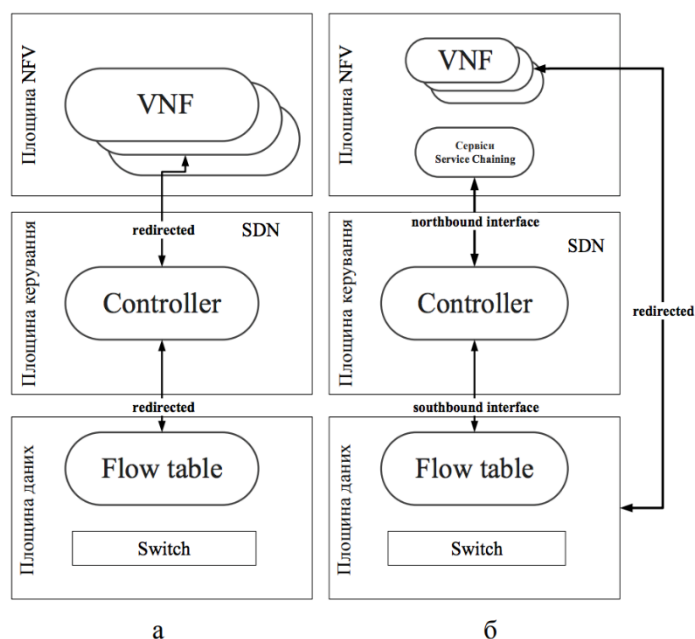 Площина NFV
VNF
redirected
SDN
Площина керування
Controller
redirected
Площина даних
Flow table
Switch
а
Площина NFV
VNF
Сервіси
Service Chaining
northbound interface
SDN
Площина керування
Controller
redirected
southbound interface
Площина даних
Flow table
Switch
б